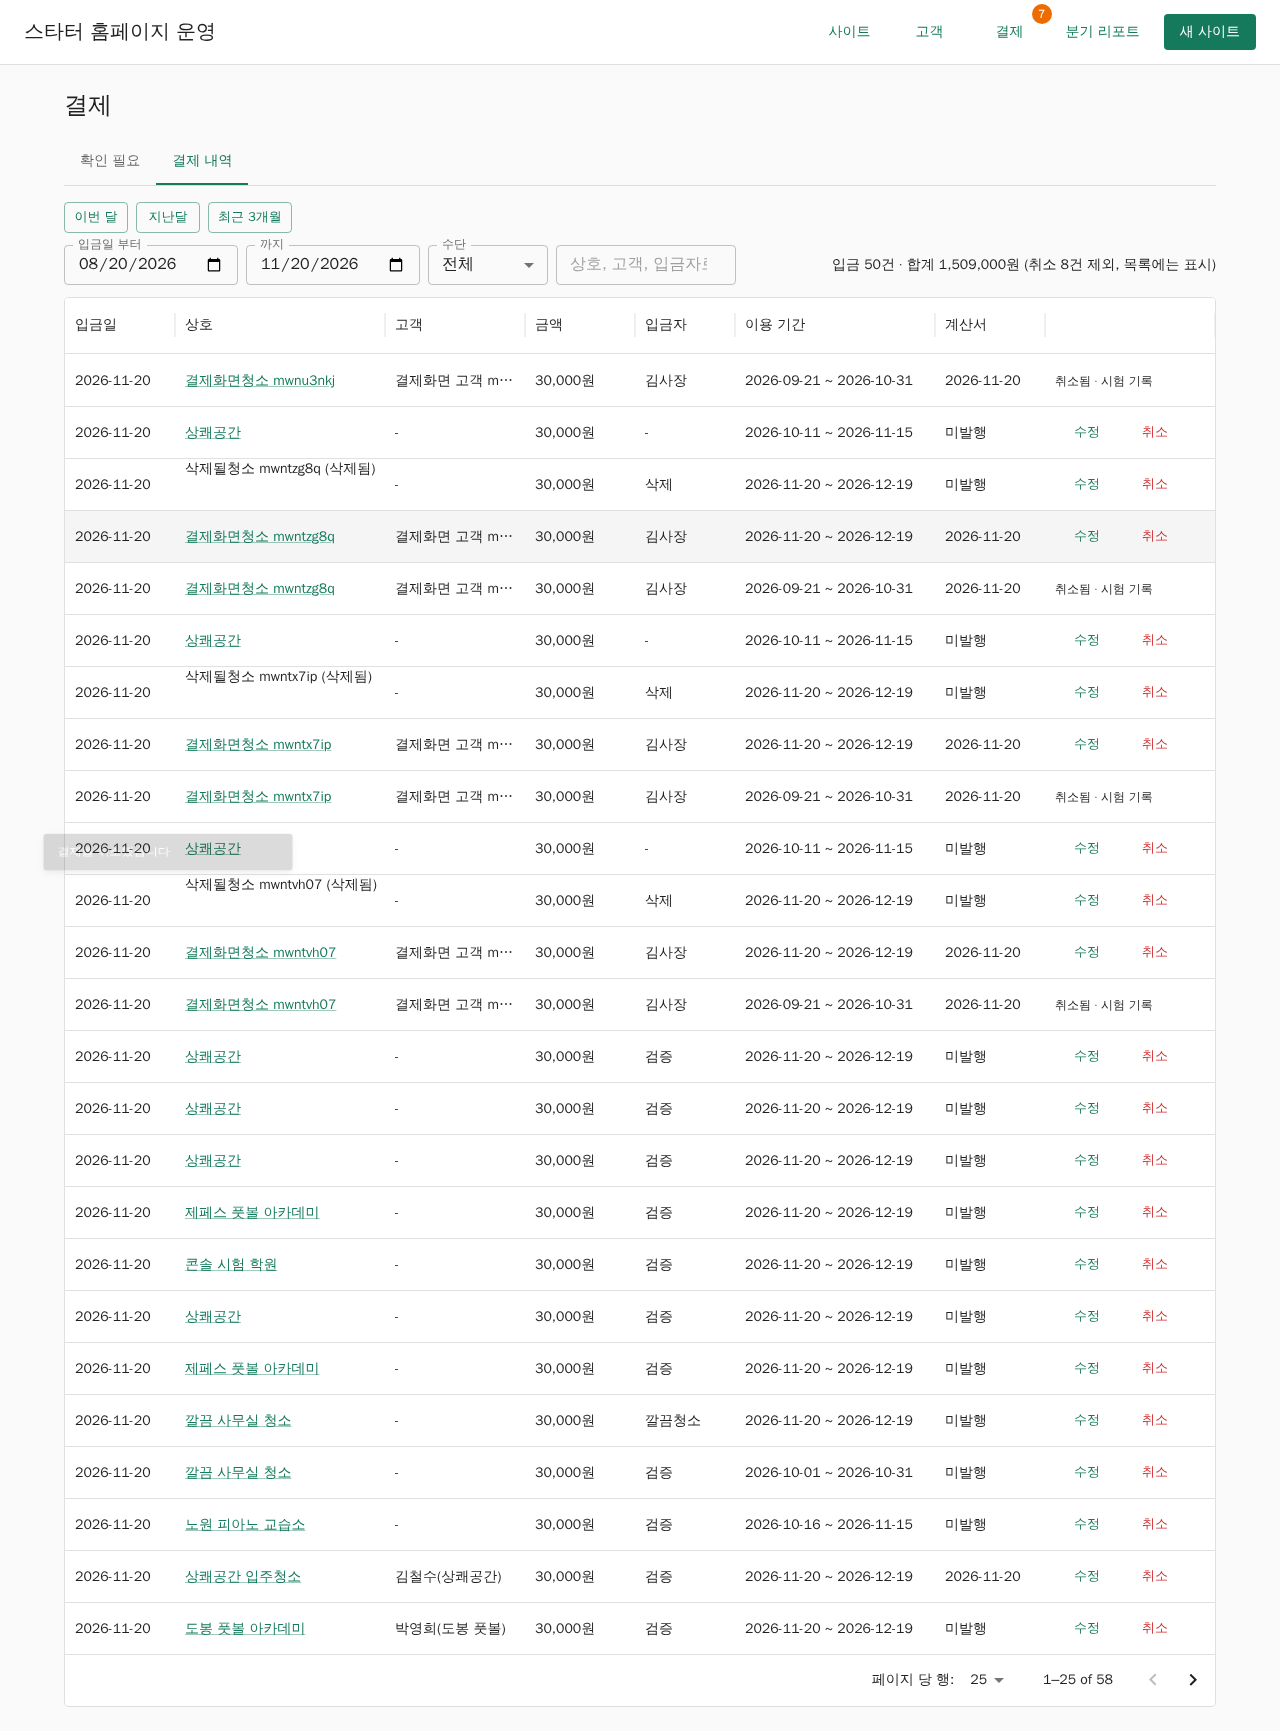 스타터 홈페이지 운영
사이트 고객 결제 7 분기 리포트 새 사이트
결제
확인 필요 결제 내역
이번 달 지난달 최근 3개월
입금일 부터 까지 수단
08/20/2026 11/20/2026 전체 상호, 고객, 입금자 입금 50건 · 합계 1,509,000원 (취소 8건 제외, 목록에는 표시)
입금일 상호 고객 금액 입금자 이용 기간 계산서
2026-11-20 결제화면청소 mwnu3nkj 결제화면 고객 m… 30,000원 김사장 2026-09-21 ~ 2026-10-31 2026-11-20 취소됨 · 시험 기록
2026-11-20 상쾌공간 - 30,000원 - 2026-10-11 ~ 2026-11-15 미발행 수정 취소
2026-11-20 삭제될청소 mwntzg8q (삭제됨) - 30,000원 삭제 2026-11-20 ~ 2026-12-19 미발행 수정 취소
2026-11-20 결제화면청소 mwntzg8q 결제화면 고객 m… 30,000원 김사장 2026-11-20 ~ 2026-12-19 2026-11-20 수정 취소
2026-11-20 결제화면청소 mwntzg8q 결제화면 고객 m… 30,000원 김사장 2026-09-21 ~ 2026-10-31 2026-11-20 취소됨 · 시험 기록
2026-11-20 상쾌공간 - 30,000원 - 2026-10-11 ~ 2026-11-15 미발행 수정 취소
2026-11-20 삭제될청소 mwntx7ip (삭제됨) - 30,000원 삭제 2026-11-20 ~ 2026-12-19 미발행 수정 취소
2026-11-20 결제화면청소 mwntx7ip 결제화면 고객 m… 30,000원 김사장 2026-11-20 ~ 2026-12-19 2026-11-20 수정 취소
2026-11-20 결제화면청소 mwntx7ip 결제화면 고객 m… 30,000원 김사장 2026-09-21 ~ 2026-10-31 2026-11-20 취소됨 · 시험 기록
2026-11-20 상쾌공간 - 30,000원 - 2026-10-11 ~ 2026-11-15 미발행 수정 취소
2026-11-20 삭제될청소 mwntvh07 (삭제됨) - 30,000원 삭제 2026-11-20 ~ 2026-12-19 미발행 수정 취소
2026-11-20 결제화면청소 mwntvh07 결제화면 고객 m… 30,000원 김사장 2026-11-20 ~ 2026-12-19 2026-11-20 수정 취소
2026-11-20 결제화면청소 mwntvh07 결제화면 고객 m… 30,000원 김사장 2026-09-21 ~ 2026-10-31 2026-11-20 취소됨 · 시험 기록
2026-11-20 상쾌공간 - 30,000원 검증 2026-11-20 ~ 2026-12-19 미발행 수정 취소
2026-11-20 상쾌공간 - 30,000원 검증 2026-11-20 ~ 2026-12-19 미발행 수정 취소
2026-11-20 상쾌공간 - 30,000원 검증 2026-11-20 ~ 2026-12-19 미발행 수정 취소
2026-11-20 제페스 풋볼 아카데미 - 30,000원 검증 2026-11-20 ~ 2026-12-19 미발행 수정 취소
2026-11-20 콘솔 시험 학원 - 30,000원 검증 2026-11-20 ~ 2026-12-19 미발행 수정 취소
2026-11-20 상쾌공간 - 30,000원 검증 2026-11-20 ~ 2026-12-19 미발행 수정 취소
2026-11-20 제페스 풋볼 아카데미 - 30,000원 검증 2026-11-20 ~ 2026-12-19 미발행 수정 취소
2026-11-20 깔끔 사무실 청소 - 30,000원 깔끔청소 2026-11-20 ~ 2026-12-19 미발행 수정 취소
2026-11-20 깔끔 사무실 청소 - 30,000원 검증 2026-10-01 ~ 2026-10-31 미발행 수정 취소
2026-11-20 노원 피아노 교습소 - 30,000원 검증 2026-10-16 ~ 2026-11-15 미발행 수정 취소
2026-11-20 상쾌공간 입주청소 김철수(상쾌공간) 30,000원 검증 2026-11-20 ~ 2026-12-19 2026-11-20 수정 취소
2026-11-20 도봉 풋볼 아카데미 박영희(도봉 풋볼) 30,000원 검증 2026-11-20 ~ 2026-12-19 미발행 수정 취소
페이지 당 행: 25 1–25 of 58